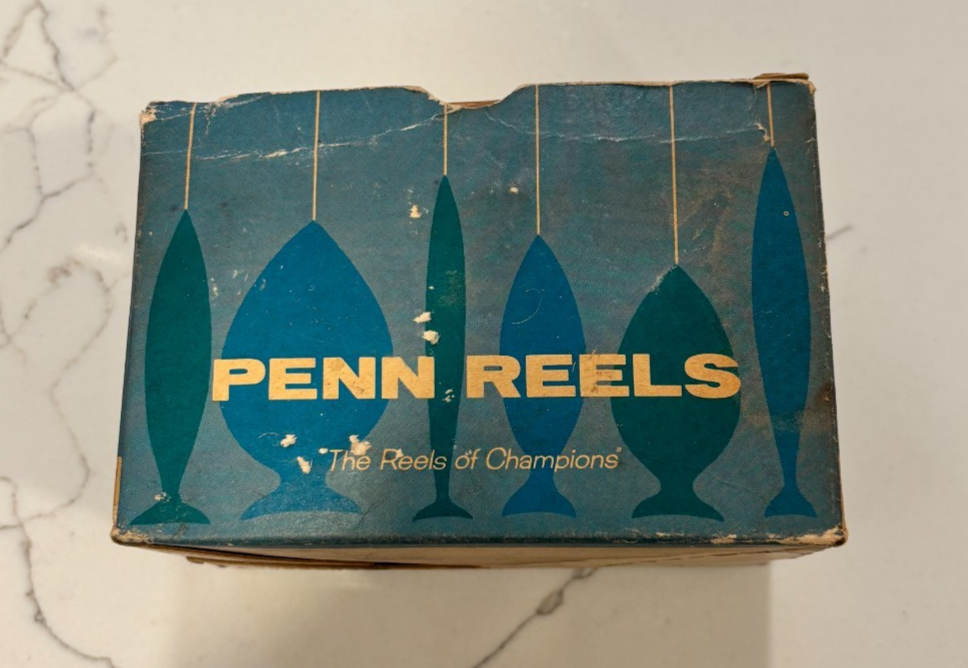 PENN REELS
"The Reels of Champions"